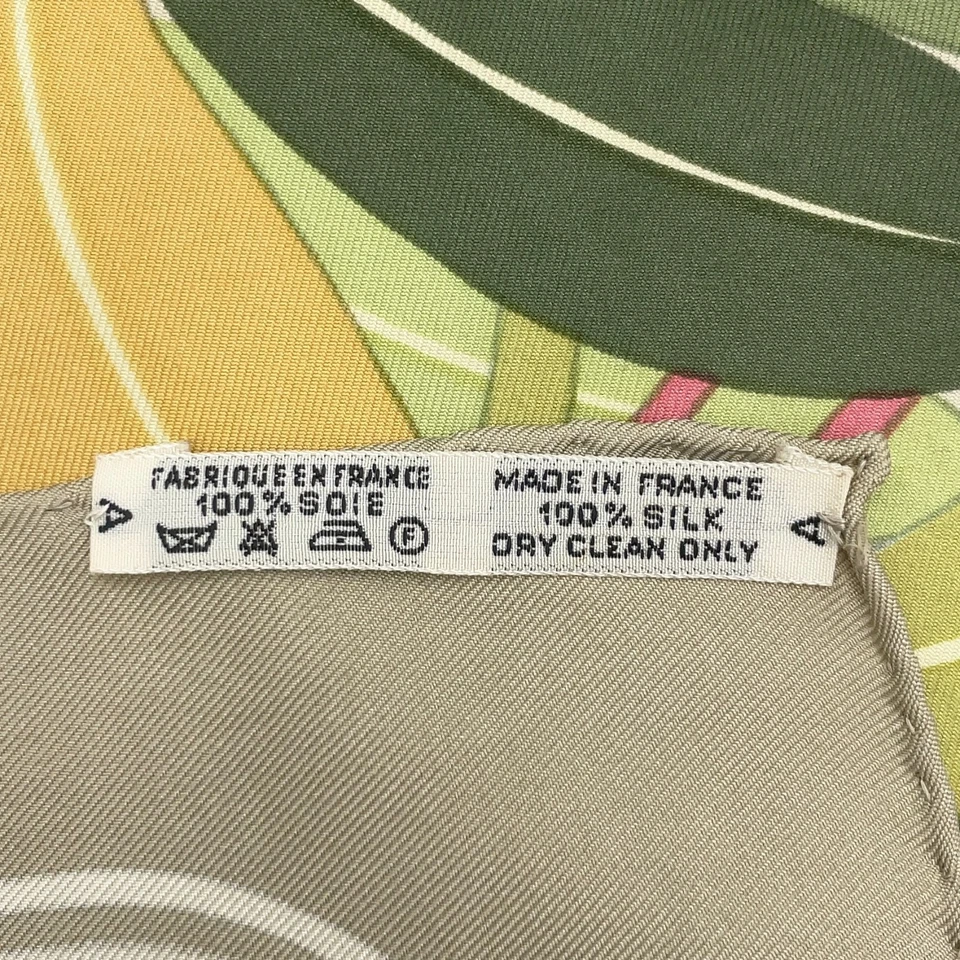 FABRIQUE EN FRANCE
100% SOIE
F
MADE IN FRANCE
100% SILK
DRY CLEAN ONLY
A
A